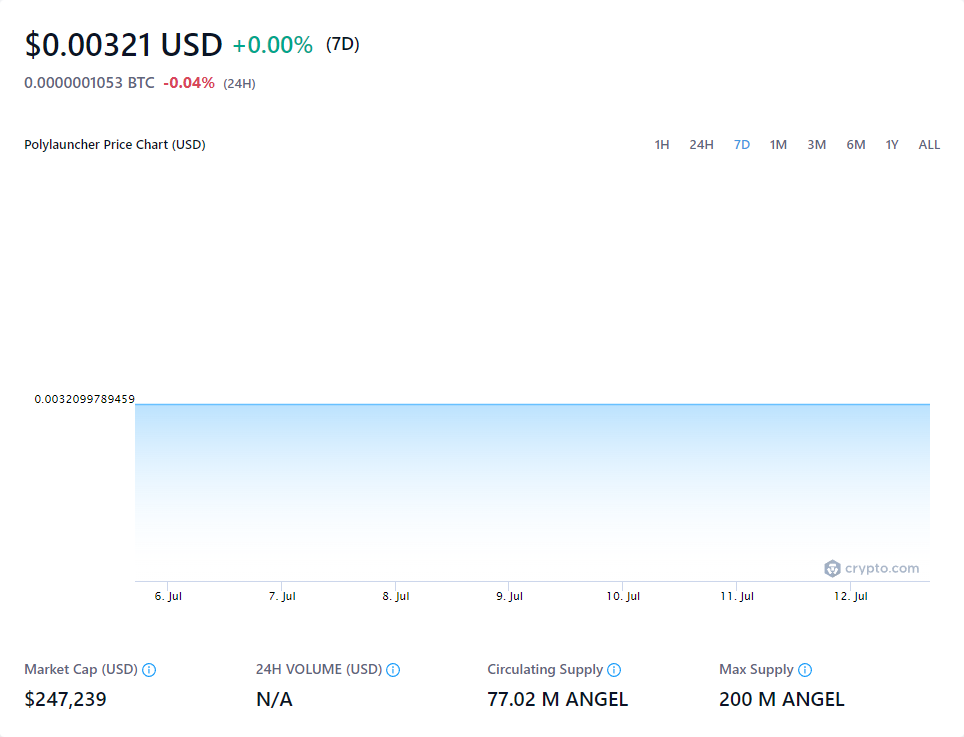 $0.00321 USD +0.00% (7D)
0.0000001053 BTC -0.04% (24H)
Polylauncher Price Chart (USD) 1H 24H 7D 1M 3M 6M 1Y ALL
0.0032099789459
crypto.com
6. Jul 7. Jul 8. Jul 9. Jul 10. Jul 11. Jul 12. Jul
Market Cap (USD) 24H VOLUME (USD) Circulating Supply Max Supply
$247,239 N/A 77.02 M ANGEL 200 M ANGEL